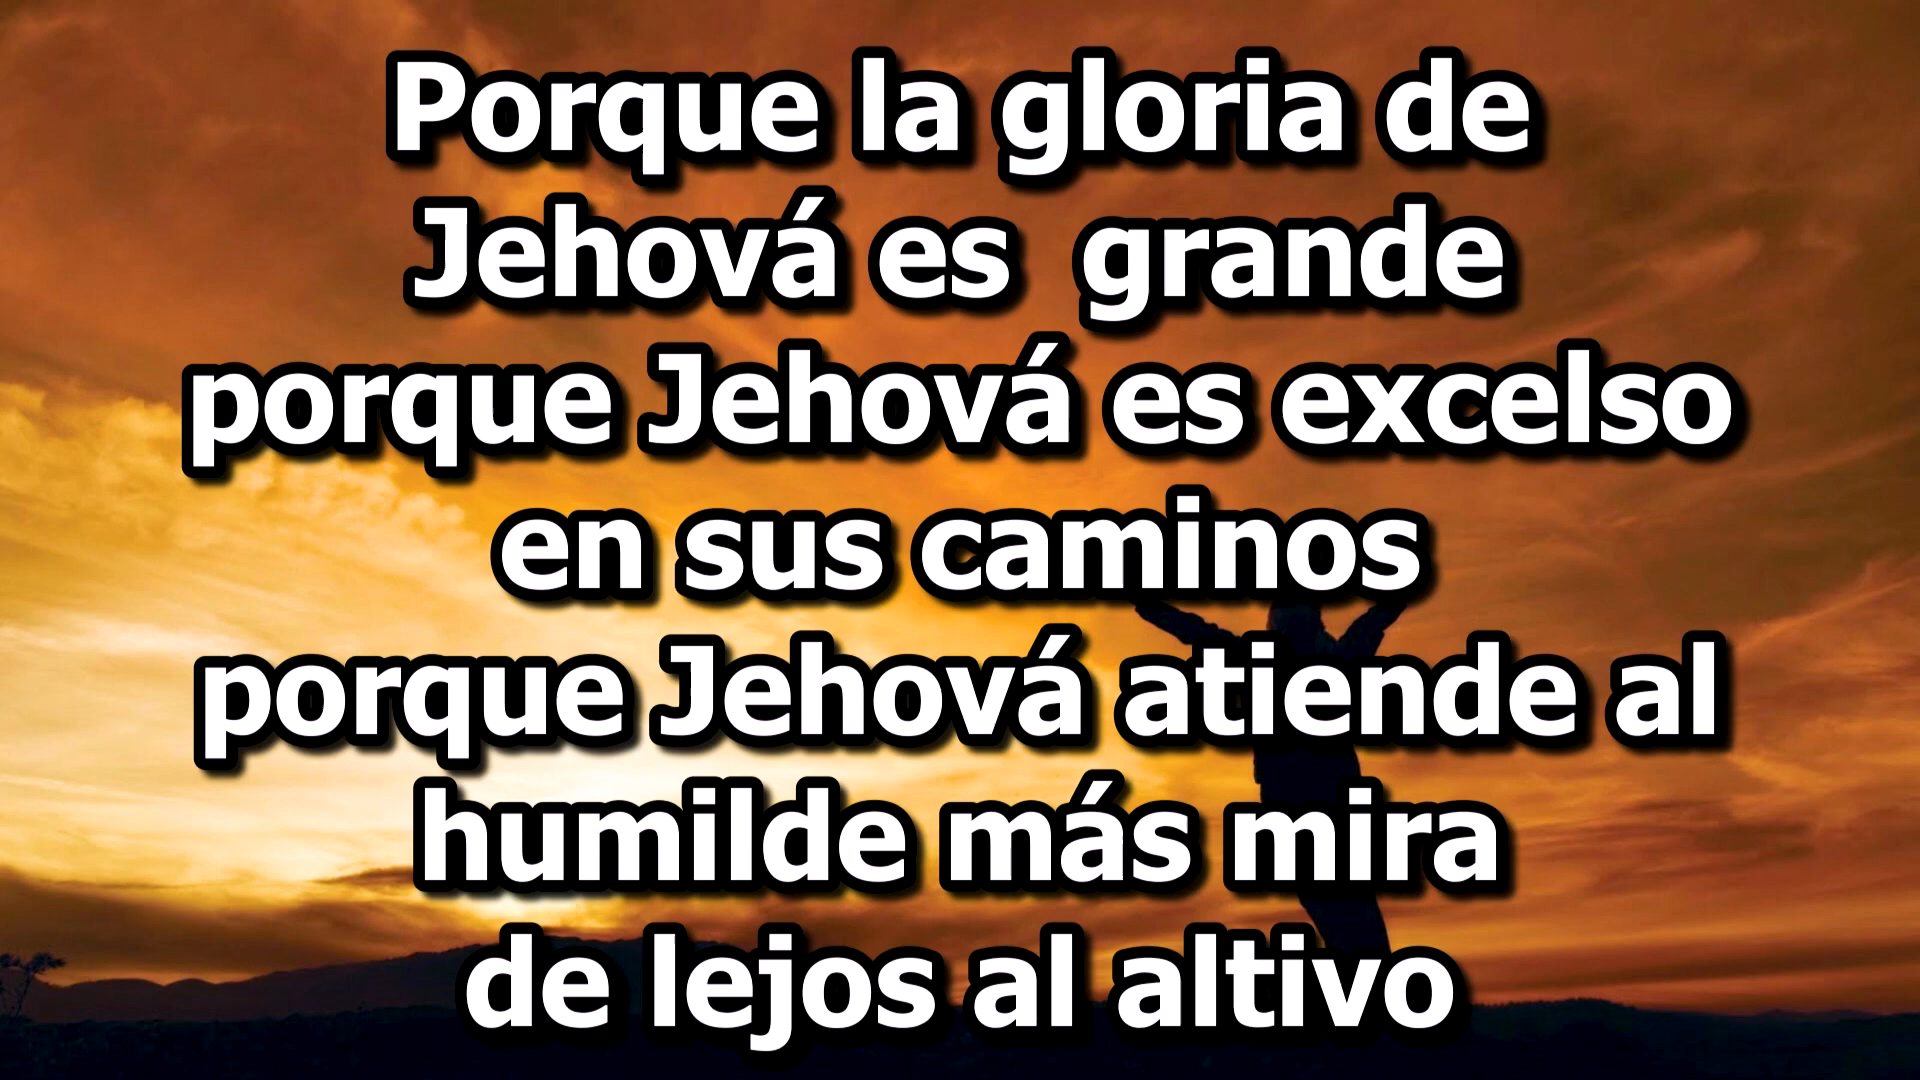 Porque la gloria de
Jehová es  grande
porque Jehová es excelso
en sus caminos
porque Jehová atiende al
humilde más mira
de lejos al altivo